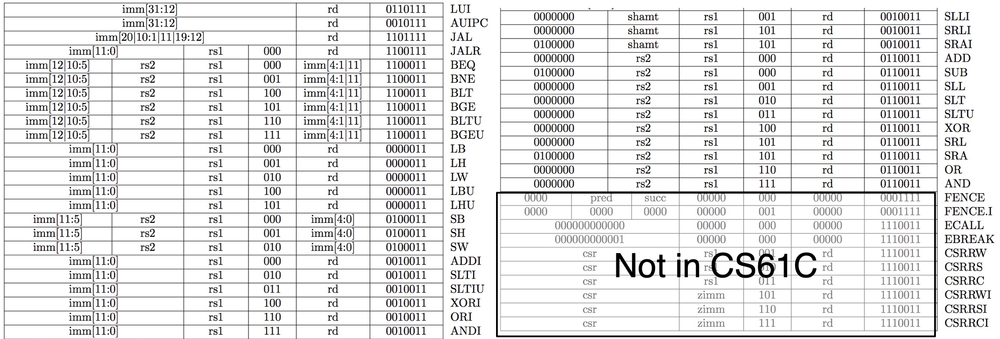 imm[31:12] rd 0110111 LUI
imm[31:12] rd 0010111 AUIPC
imm[20|10:1|11|19:12] rd 1101111 JAL
imm[11:0] rs1 000 rd 1100111 JALR
imm[12|10:5] rs2 rs1 000 imm[4:1|11] 1100011 BEQ
imm[12|10:5] rs2 rs1 001 imm[4:1|11] 1100011 BNE
imm[12|10:5] rs2 rs1 100 imm[4:1|11] 1100011 BLT
imm[12|10:5] rs2 rs1 101 imm[4:1|11] 1100011 BGE
imm[12|10:5] rs2 rs1 110 imm[4:1|11] 1100011 BLTU
imm[12|10:5] rs2 rs1 111 imm[4:1|11] 1100011 BGEU
imm[11:0] rs1 000 rd 0000011 LB
imm[11:0] rs1 001 rd 0000011 LH
imm[11:0] rs1 010 rd 0000011 LW
imm[11:0] rs1 100 rd 0000011 LBU
imm[11:0] rs1 101 rd 0000011 LHU
imm[11:5] rs2 rs1 000 imm[4:0] 0100011 SB
imm[11:5] rs2 rs1 001 imm[4:0] 0100011 SH
imm[11:5] rs2 rs1 010 imm[4:0] 0100011 SW
imm[11:0] rs1 000 rd 0010011 ADDI
imm[11:0] rs1 010 rd 0010011 SLTI
imm[11:0] rs1 011 rd 0010011 SLTIU
imm[11:0] rs1 100 rd 0010011 XORI
imm[11:0] rs1 110 rd 0010011 ORI
imm[11:0] rs1 111 rd 0010011 ANDI
0000000 shamt rs1 001 rd 0010011 SLLI
0000000 shamt rs1 101 rd 0010011 SRLI
0100000 shamt rs1 101 rd 0010011 SRAI
0000000 rs2 rs1 000 rd 0110011 ADD
0100000 rs2 rs1 000 rd 0110011 SUB
0000000 rs2 rs1 001 rd 0110011 SLL
0000000 rs2 rs1 010 rd 0110011 SLT
0000000 rs2 rs1 011 rd 0110011 SLTU
0000000 rs2 rs1 100 rd 0110011 XOR
0000000 rs2 rs1 101 rd 0110011 SRL
0100000 rs2 rs1 101 rd 0110011 SRA
0000000 rs2 rs1 110 rd 0110011 OR
0000000 rs2 rs1 111 rd 0110011 AND
0000 pred succ 00000 000 00000 0001111 FENCE
0000 0000 0000 00000 001 00000 0001111 FENCE.I
000000000000 00000 000 00000 1110011 ECALL
000000000001 00000 000 00000 1110011 EBREAK
csr rs1 001 rd 1110011 CSRRW
Not in CS61C
csr rs1 rd 1110011 CSRRS
csr rs1 011 rd 1110011 CSRRC
csr zimm 101 rd 1110011 CSRRWI
csr zimm 110 rd 1110011 CSRRSI
csr zimm 111 rd 1110011 CSRRCI